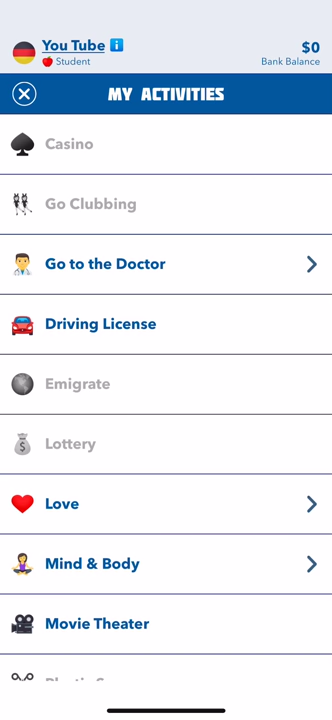 You Tube
$0
Student
Bank Balance
MY ACTIVITIES
Casino
Go Clubbing
Go to the Doctor
Driving License
Emigrate
Lottery
Love
Mind & Body
Movie Theater